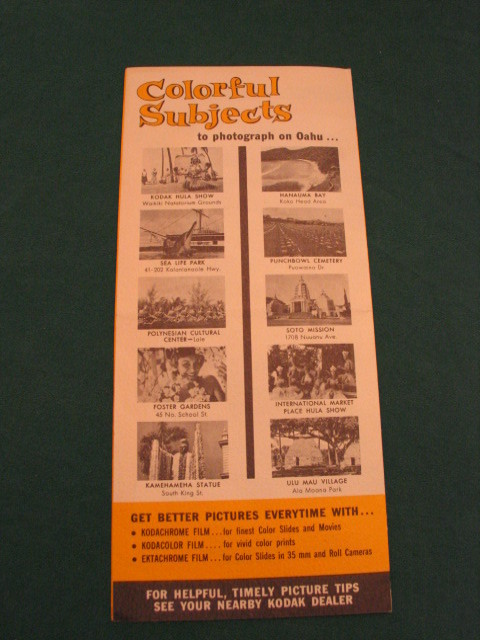 Colorful
Subjects
to photograph on Oahu...
KODAK HULA SHOW
Waikiki Natatorium Grounds
HANAUMA BAY
Koko Head Area
SEA LIFE PARK
41-202 Kalanianaole Hwy.
PUNCHBOWL CEMETERY
Puowaina Dr.
POLYNESIAN CULTURAL
CENTER—Laie
SOTO MISSION
1708 Nuuanu Ave.
FOSTER GARDENS
45 No. School St.
INTERNATIONAL MARKET
PLACE HULA SHOW
KAMEHAMEHA STATUE
South King St.
ULU MAU VILLAGE
Ala Moana Park
GET BETTER PICTURES EVERYTIME WITH...
• KODACHROME FILM...for finest Color Slides and Movies
• KODACOLOR FILM....for vivid color prints
• EKTACHROME FILM...for Color Slides in 35 mm and Roll Cameras
FOR HELPFUL, TIMELY PICTURE TIPS
SEE YOUR NEARBY KODAK DEALER